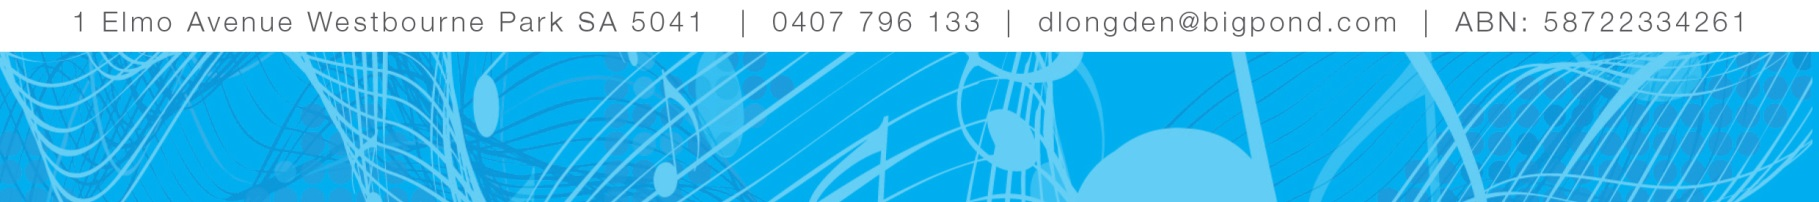 1 Elmo Avenue Westbourne Park SA 5041 | 0407 796 133 | dlongden@bigpond.com | ABN: 58722334261